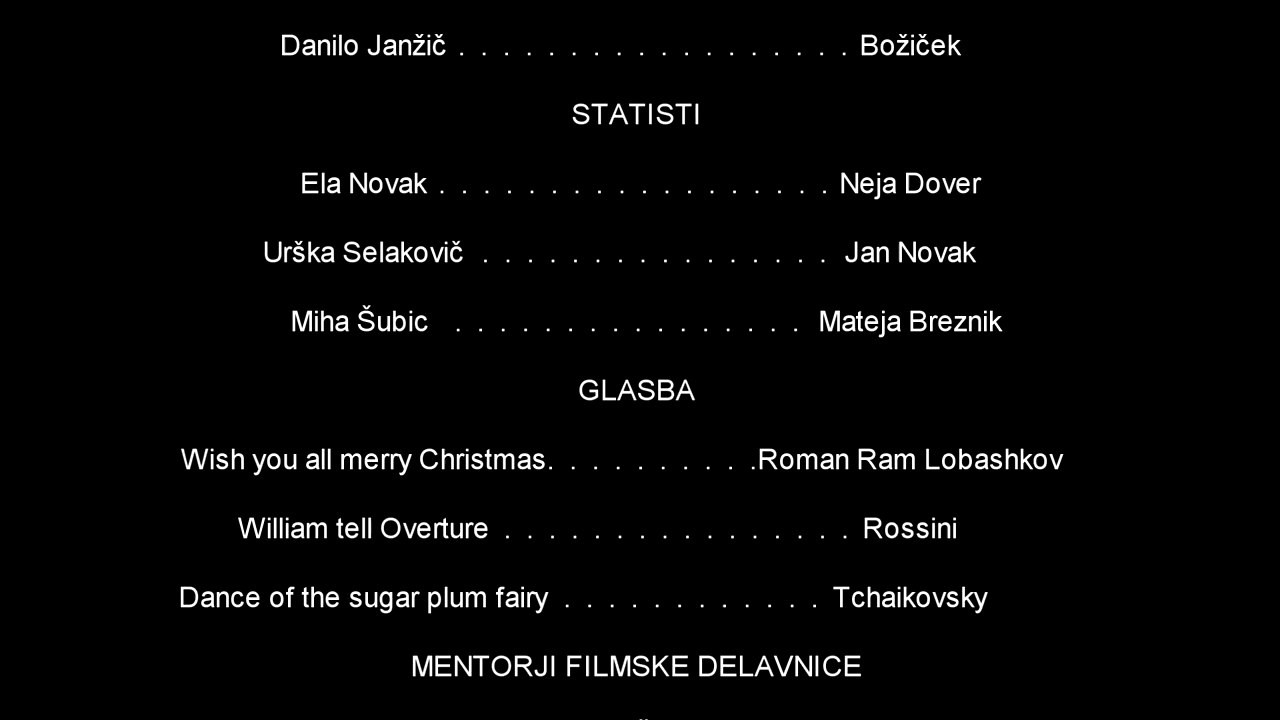 Danilo Janžič . . . . . . . . . . . . . . . . . . Božiček
STATISTI
Ela Novak . . . . . . . . . . . . . . . . . . Neja Dover
Urška Selakovič . . . . . . . . . . . . . . . . Jan Novak
Miha Šubic . . . . . . . . . . . . . . . . Mateja Breznik
GLASBA
Wish you all merry Christmas. . . . . . . . . .Roman Ram Lobashkov
William tell Overture . . . . . . . . . . . . . . . . Rossini
Dance of the sugar plum fairy . . . . . . . . . . . . Tchaikovsky
MENTORJI FILMSKE DELAVNICE